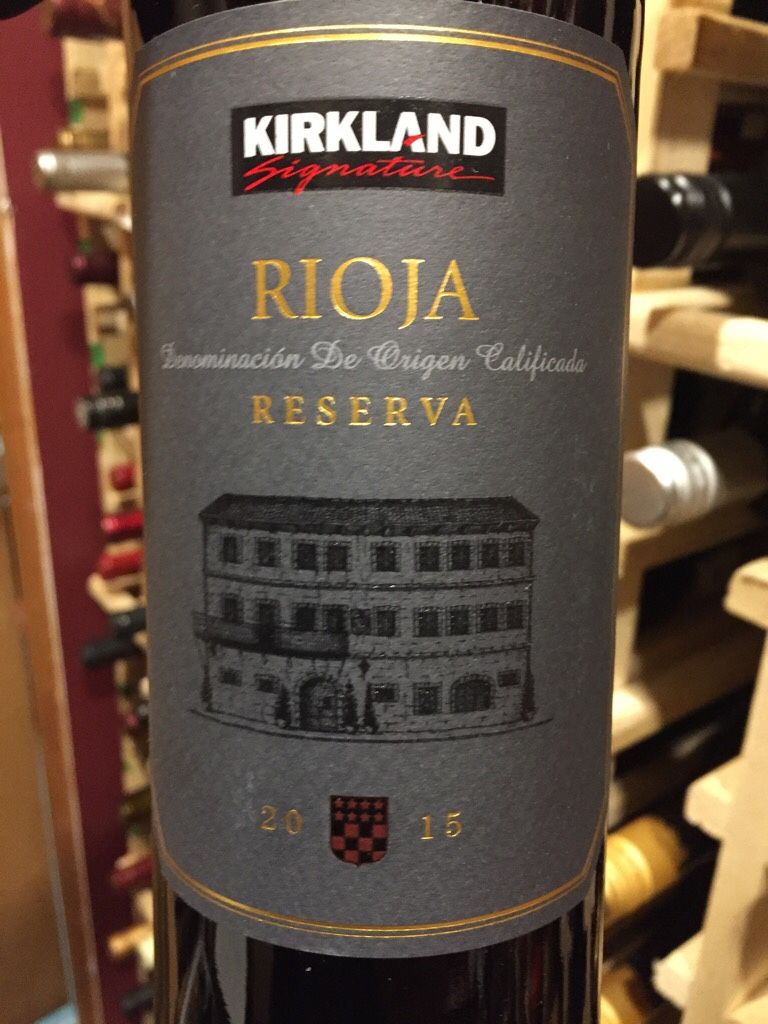 KIRKLAND
Signature
RIOJA
Denominación De Origen Calificada
RESERVA
20 15